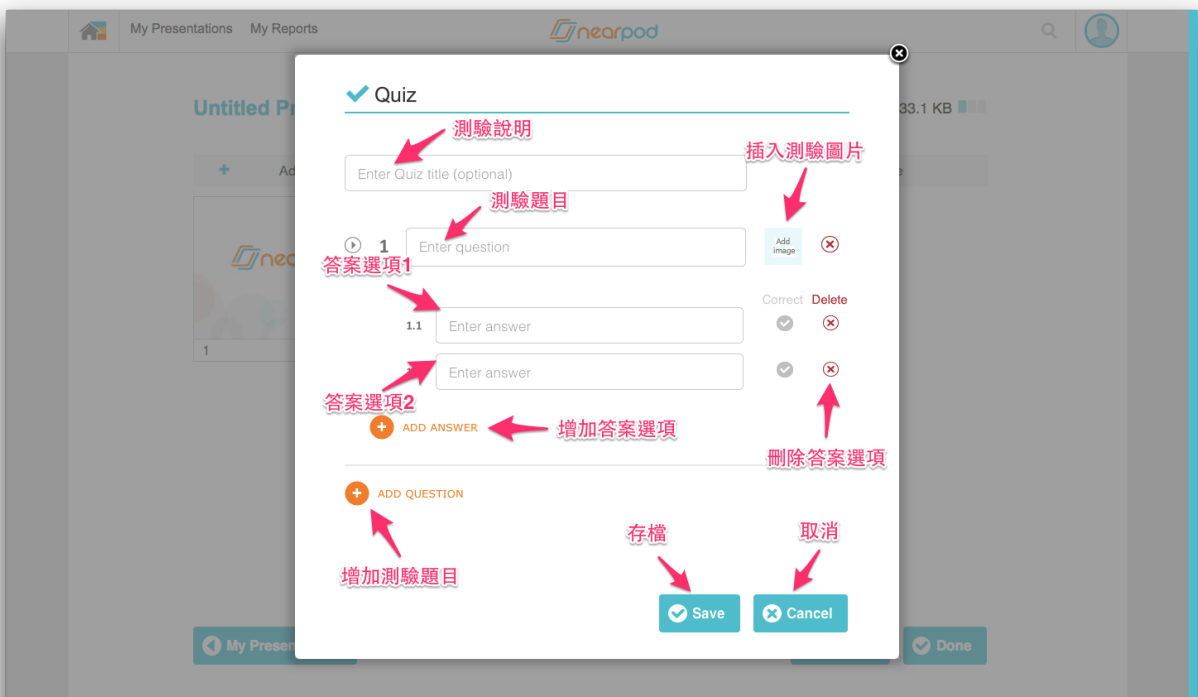 My Presentations My Reports
nearpod
Quiz
Untitled Pr
33.1 KB
測驗說明
插入測驗圖片
Enter Quiz title (optional)
Ad
e
測驗題目
1 Enter question
Add
image
nea
答案選項1
Correct Delete
1.1 Enter answer
1
Enter answer
答案選項2
ADD ANSWER
增加答案選項
刪除答案選項
ADD QUESTION
存檔
取消
增加測驗題目
Save
Cancel
My Presen
Done